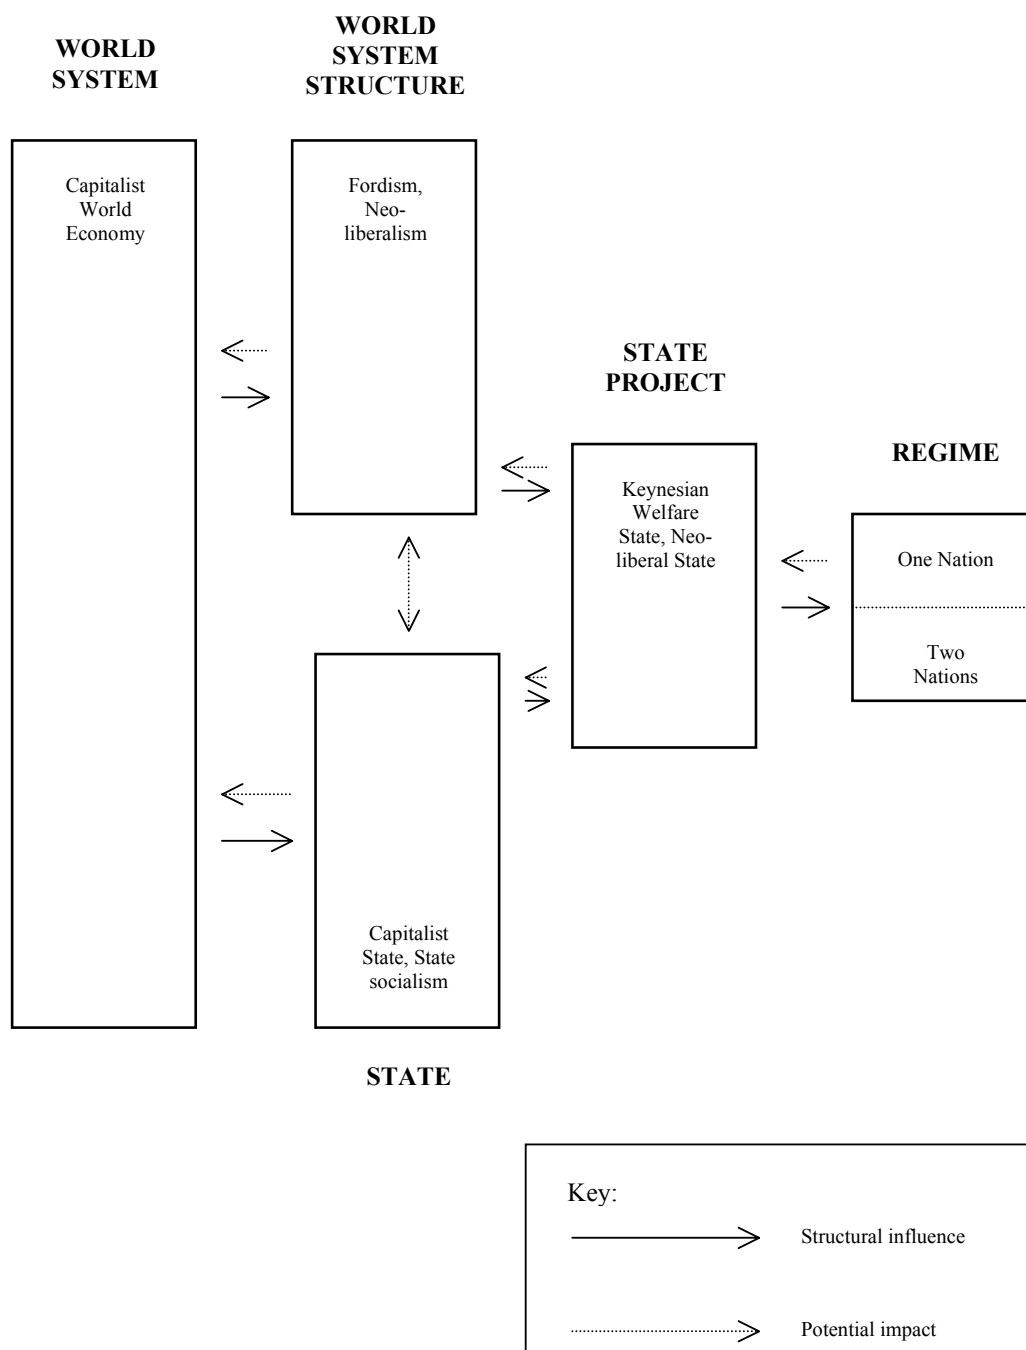 WORLD
SYSTEM
WORLD
SYSTEM
STRUCTURE
Capitalist
World
Economy
Fordism,
Neo-
liberalism
STATE
PROJECT
Keynesian
Welfare
State, Neo-
liberal State
REGIME
One Nation
Two
Nations
Capitalist
State, State
socialism
STATE
Key:
Structural influence
Potential impact